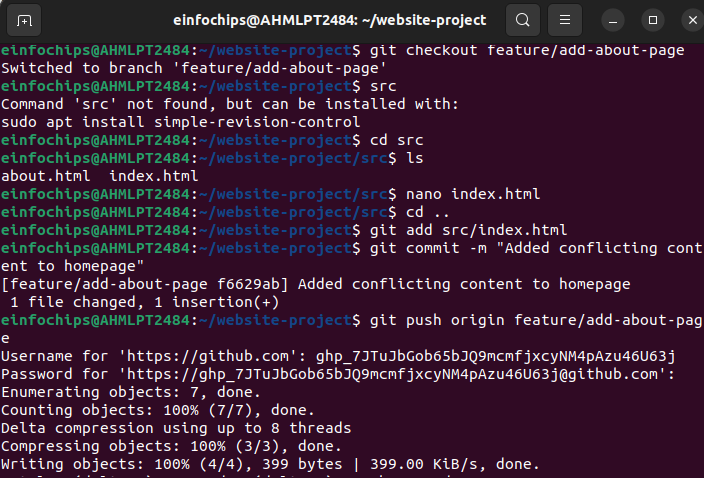 einfochips@AHMLPT2484: ~/website-project
einfochips@AHMLPT2484:~/website-project$ git checkout feature/add-about-page
Switched to branch 'feature/add-about-page'
einfochips@AHMLPT2484:~/website-project$ src
Command 'src' not found, but can be installed with:
sudo apt install simple-revision-control
einfochips@AHMLPT2484:~/website-project$ cd src
einfochips@AHMLPT2484:~/website-project/src$ ls
about.html  index.html
einfochips@AHMLPT2484:~/website-project/src$ nano index.html
einfochips@AHMLPT2484:~/website-project/src$ cd ..
einfochips@AHMLPT2484:~/website-project$ git add src/index.html
einfochips@AHMLPT2484:~/website-project$ git commit -m "Added conflicting cont
ent to homepage"
[feature/add-about-page f6629ab] Added conflicting content to homepage
 1 file changed, 1 insertion(+)
einfochips@AHMLPT2484:~/website-project$ git push origin feature/add-about-pag
e
Username for 'https://github.com': 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
Password for 'https://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@github.com':
Enumerating objects: 7, done.
Counting objects: 100% (7/7), done.
Delta compression using up to 8 threads
Compressing objects: 100% (3/3), done.
Writing objects: 100% (4/4), 399 bytes | 399.00 KiB/s, done.